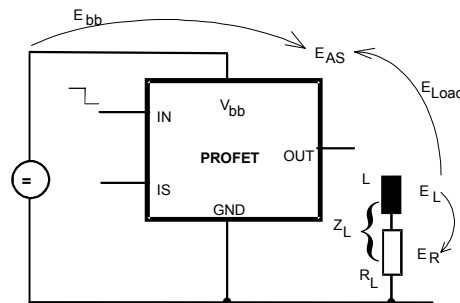 E bb
E AS
E Load
V bb
IN
PROFET
OUT
IS
GND
=
L
E L
Z L
{
R L
E R